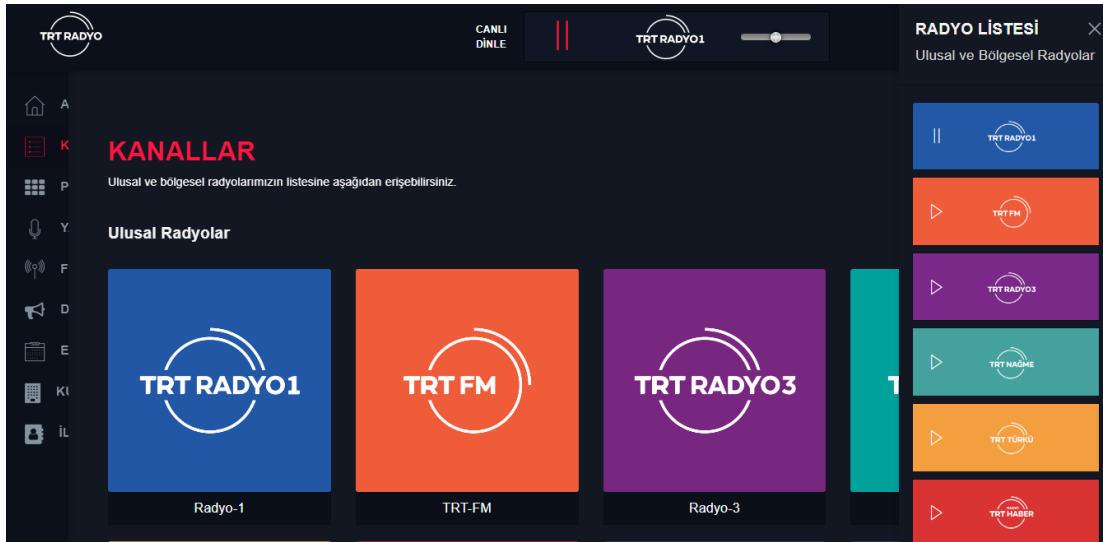 TRT RADYO
CANLI
DİNLE
TRT RADYO1
RADYO LİSTESİ
Ulusal ve Bölgesel Radyolar
A
K
P
Y
F
D
E
KU
İL
KANALLAR
Ulusal ve bölgesel radyolarımızın listesine aşağıdan erişebilirsiniz.
Ulusal Radyolar
TRT RADYO1
TRT FM
TRT RADYO3
T
Radyo-1
TRT-FM
Radyo-3
TRT RADYO1
TRT FM
TRT RADYO3
TRT NAĞME
TRT TÜRKÜ
TRT HABER